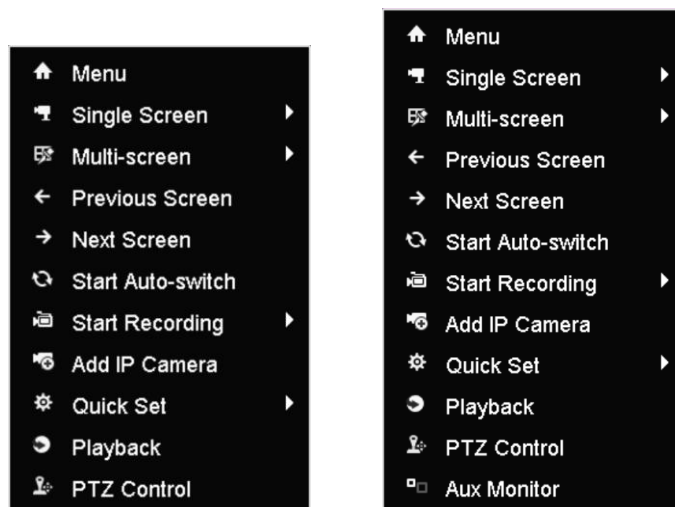 Menu
Single Screen
Multi-screen
Previous Screen
Next Screen
Start Auto-switch
Start Recording
Add IP Camera
Quick Set
Playback
PTZ Control
Menu
Single Screen
Multi-screen
Previous Screen
Next Screen
Start Auto-switch
Start Recording
Add IP Camera
Quick Set
Playback
PTZ Control
Aux Monitor